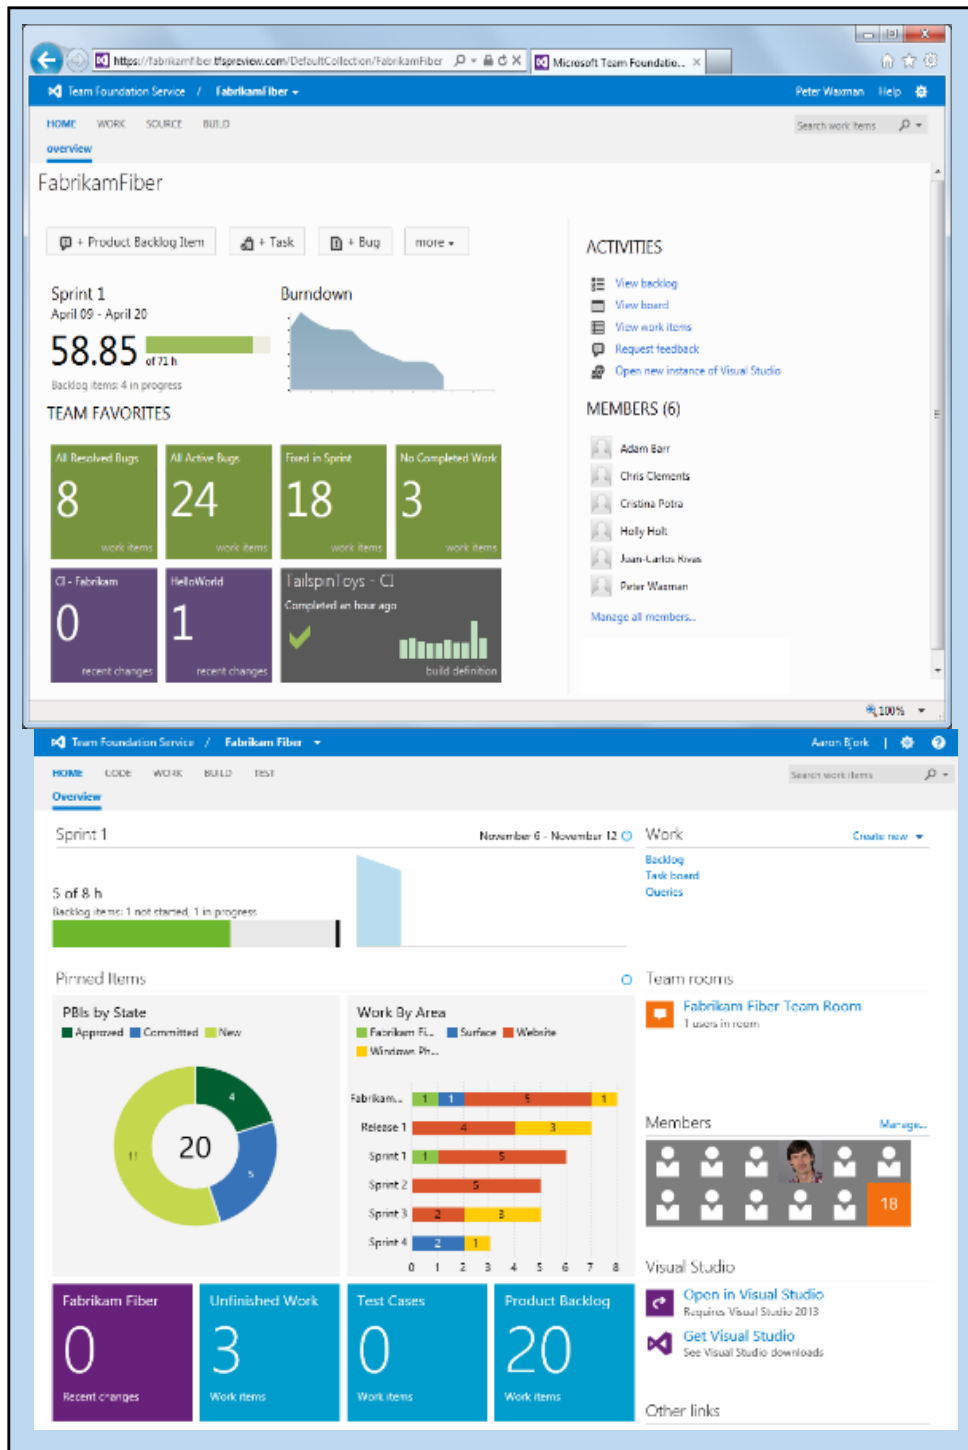 https://fabrikamfiber.tfspreview.com/DefaultCollection/FabrikamFiber
Microsoft Team Foundatio...
Team Foundation Service / FabrikamFiber
Peter Waxman Help
HOME WORK SOURCE BUILD
Search work items
overview
FabrikamFiber
+ Product Backlog Item
+ Task
+ Bug
more
Sprint 1
April 09 - April 20
58.85
of 71 h
Backlog items: 4 in progress
Burndown
TEAM FAVORITES
All Resolved Bugs
8
work items
All Active Bugs
24
work items
Fixed in Sprint
18
work items
No Completed Work
3
work items
CI - Fabrikam
0
recent changes
HelloWorld
1
recent changes
TailspinToys - CI
Completed an hour ago
build definition
ACTIVITIES
View backlog
View board
View work items
Request feedback
Open new instance of Visual Studio
MEMBERS (6)
Adam Barr
Chris Clements
Cristina Potra
Holly Holt
Juan-Carlos Rivas
Peter Waxman
Manage all members...
100%
Team Foundation Service / Fabrikam Fiber
Aaron Bjork |
HOME CODE WORK BUILD TEST
Search work items
Overview
Sprint 1
November 6 - November 12
5 of 8 h
Backlog items: 1 not started, 1 in progress
Work
Create new
Backlog
Task board
Queries
Pinned Items
PBIs by State
Approved Committed New
4
5
11
20
Work By Area
Fabrikam Fi... Surface Website
Windows Ph...
Fabrikam... 1 1 5 1
Release 1 4 3
Sprint 1 1 5
Sprint 2 5
Sprint 3 2 3
Sprint 4 2 1
0 1 2 3 4 5 6 7 8
Team rooms
Fabrikam Fiber Team Room
1 users in room
Members
Manage...
18
Visual Studio
Open in Visual Studio
Requires Visual Studio 2013
Get Visual Studio
See Visual Studio downloads
Other links
Fabrikam Fiber
0
Recent changes
Unfinished Work
3
Work items
Test Cases
0
Work items
Product Backlog
20
Work items